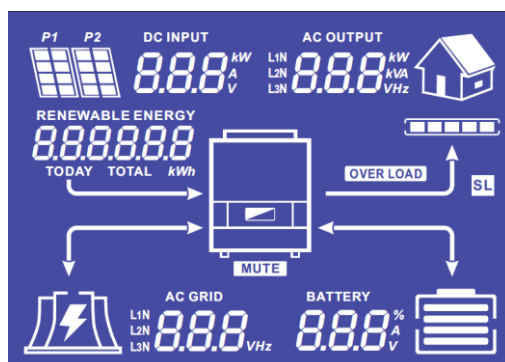 P1 P2 DC INPUT AC OUTPUT
8.8.8 kW A V L1N L2N L3N 8.8.8 kW kVA VHz
RENEWABLE ENERGY
8.8.8.8.8.8
TODAY TOTAL kWh
OVER LOAD
SL
MUTE
AC GRID BATTERY
L1N L2N L3N 8.8.8 VHz 8.8.8 % A V